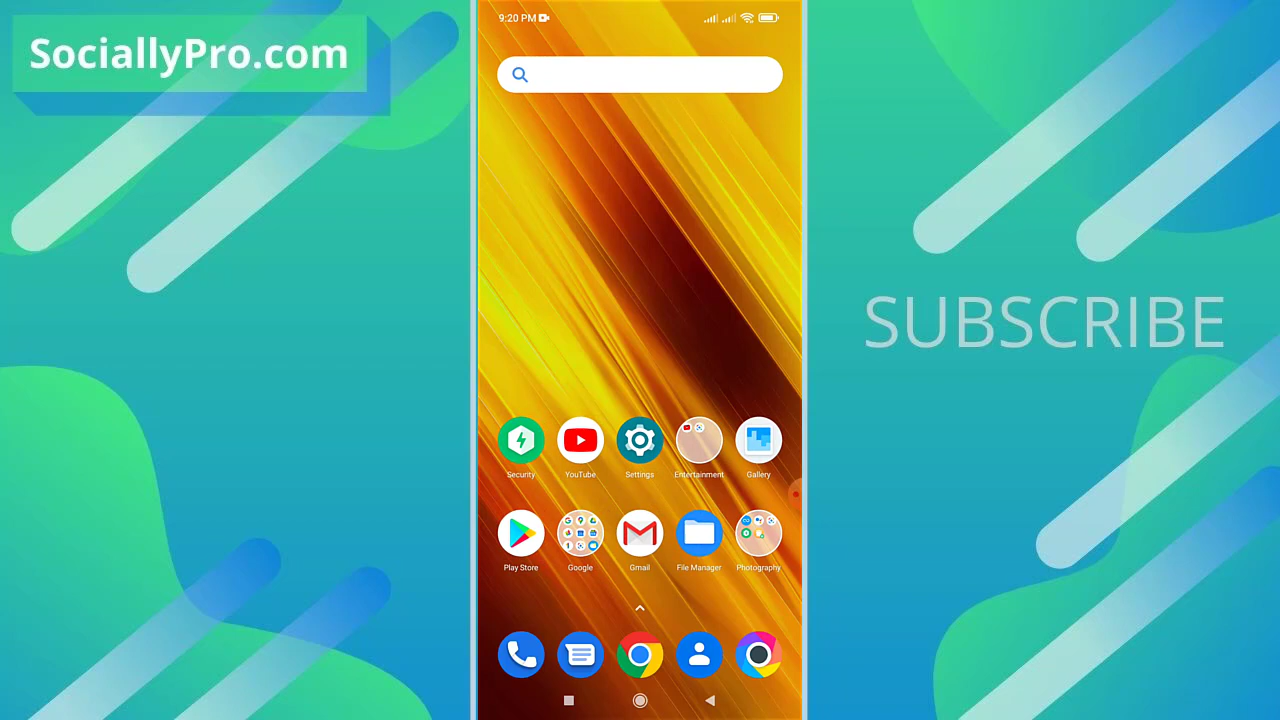 SociallyPro.com
9:20 PM
SUBSCRIBE
Security YouTube Settings Entertainment Gallery
Play Store Google Gmail File Manager Photography